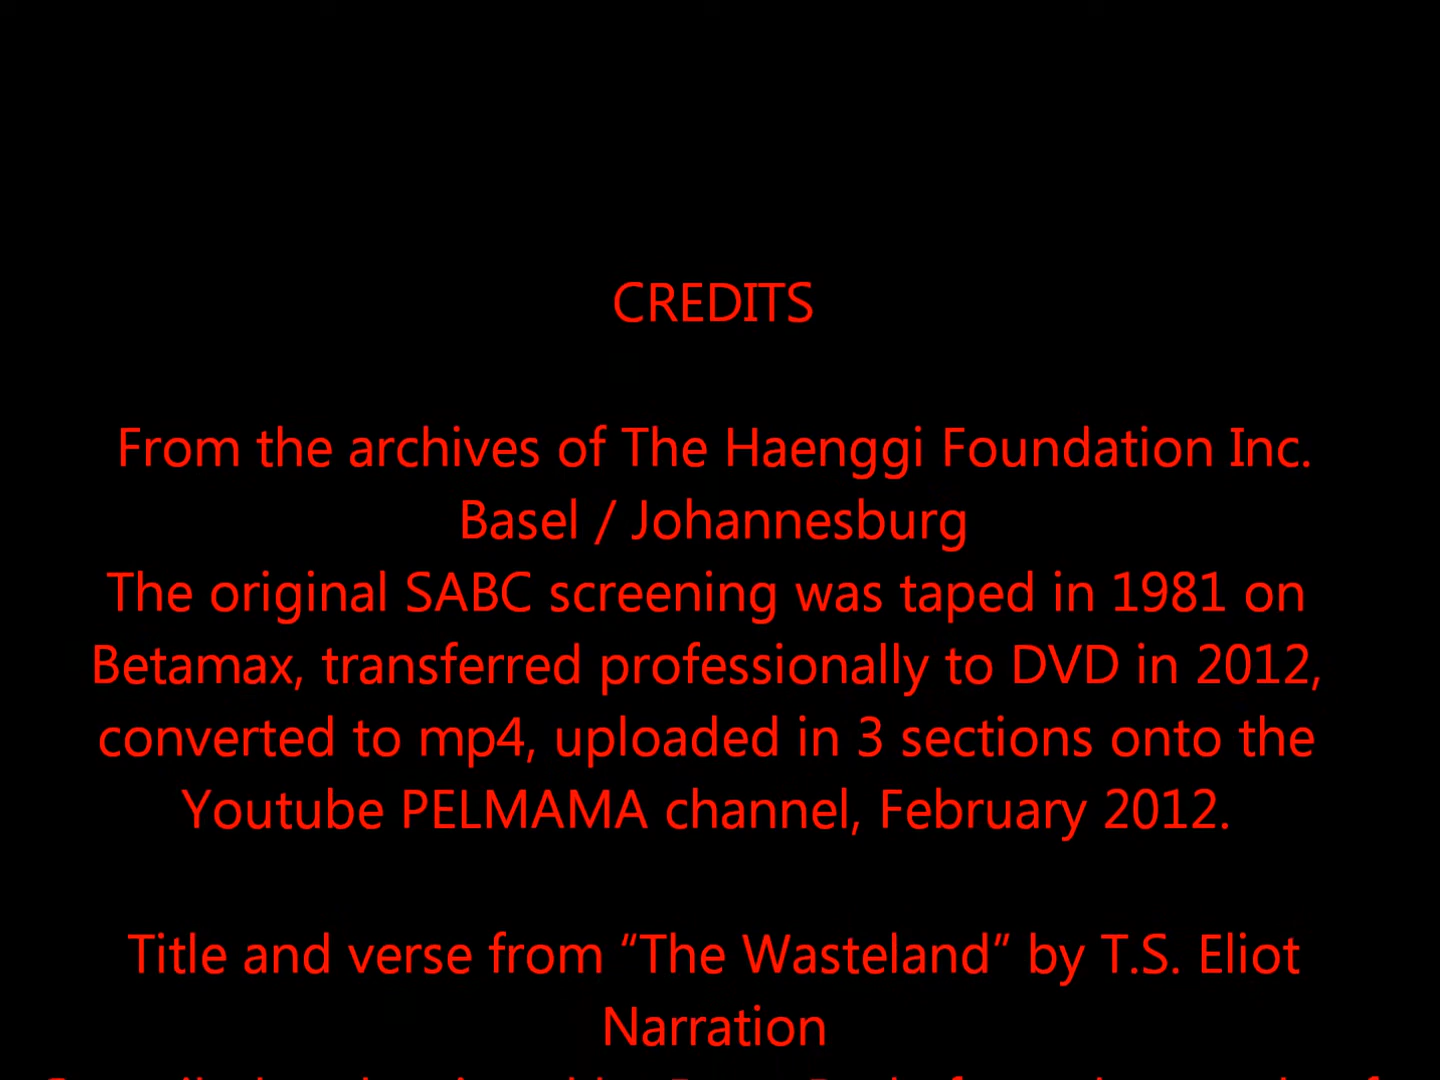 CREDITS
From the archives of The Haenggi Foundation Inc.
Basel / Johannesburg
The original SABC screening was taped in 1981 on
Betamax, transferred professionally to DVD in 2012,
converted to mp4, uploaded in 3 sections onto the
Youtube PELMAMA channel, February 2012.
Title and verse from “The Wasteland” by T.S. Eliot
Narration